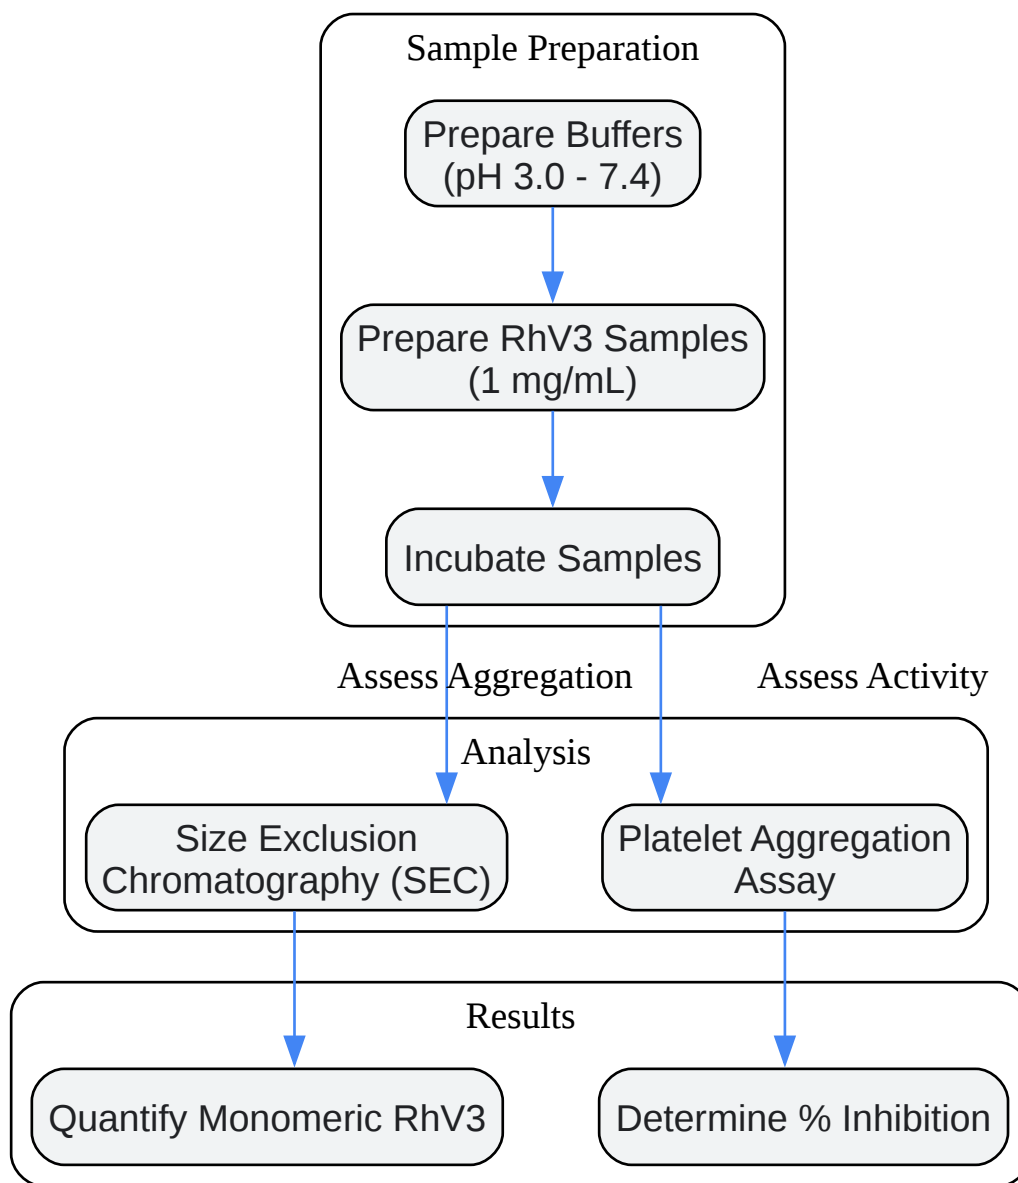 Sample Preparation
Prepare Buffers
(pH 3.0 - 7.4)
Prepare RhV3 Samples
(1 mg/mL)
Incubate Samples
Assess Aggregation
Assess Activity
Analysis
Size Exclusion
Chromatography (SEC)
Platelet Aggregation
Assay
Results
Quantify Monomeric RhV3
Determine % Inhibition